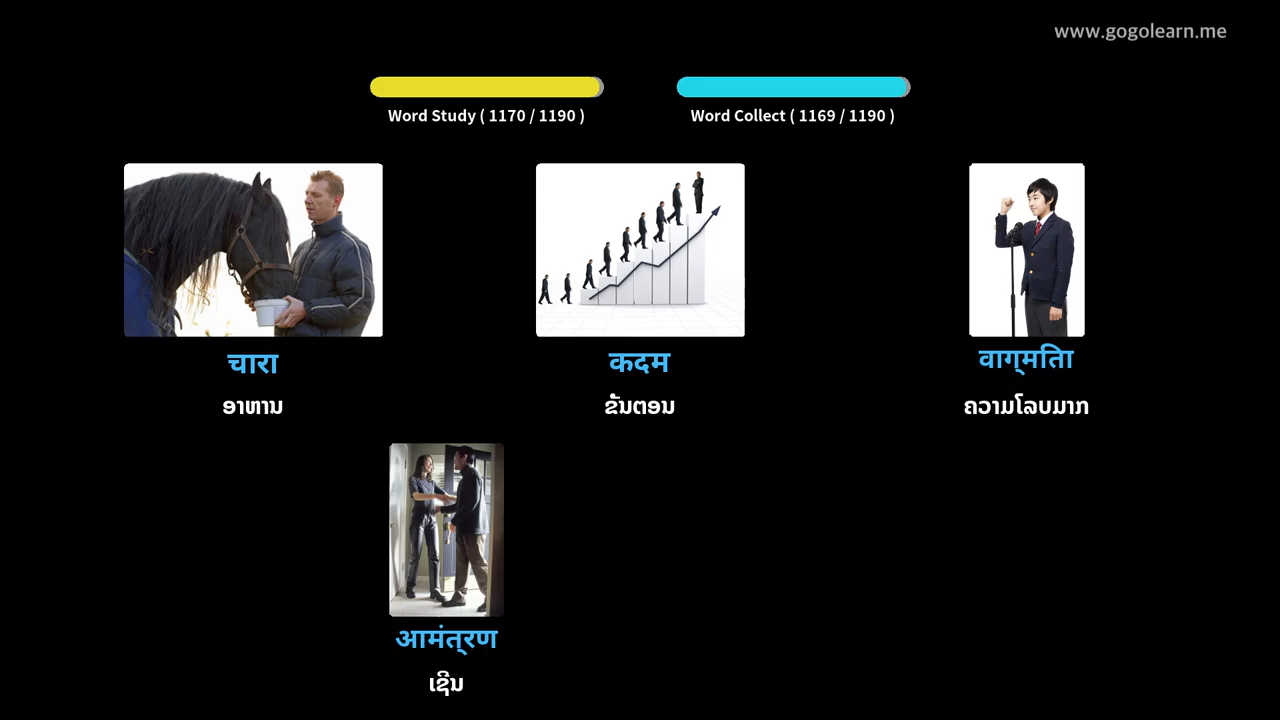 www.gogolearn.me
Word Study ( 1170 / 1190 )
Word Collect ( 1169 / 1190 )
चारा
कदम
वाग्मिता
ອາຫານ
ຂັ້ນຕອນ
ຄວາມໂລບມາກ
आमंत्रण
ເຊີນ